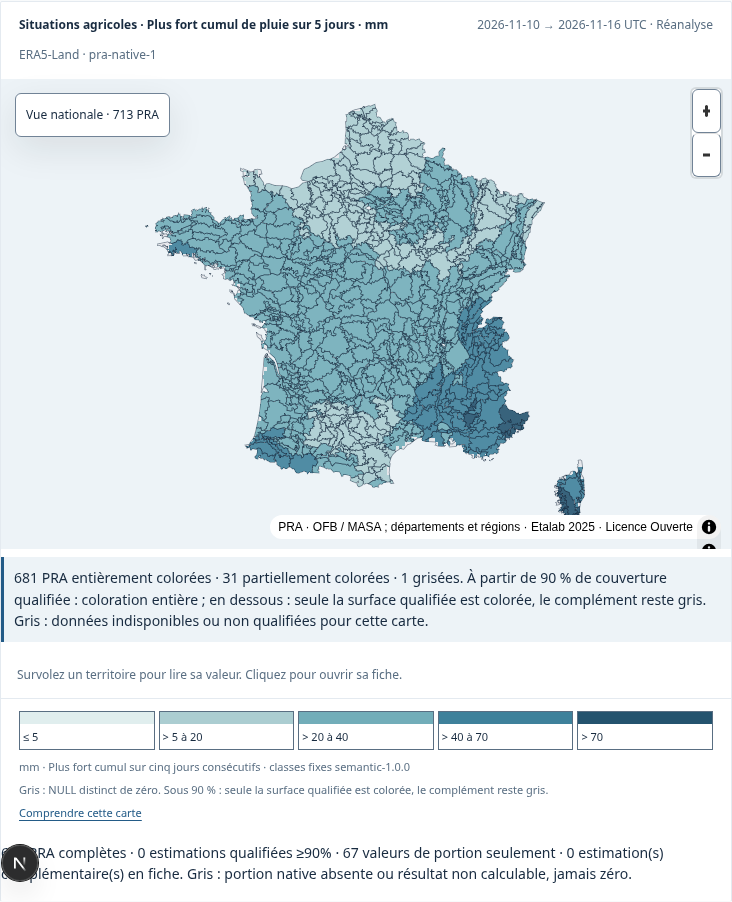 Situations agricoles · Plus fort cumul de pluie sur 5 jours · mm
2026-11-10 → 2026-11-16 UTC · Réanalyse
ERA5-Land · pra-native-1
Vue nationale · 713 PRA
+
-
PRA · OFB / MASA ; départements et régions · Etalab 2025 · Licence Ouverte
681 PRA entièrement colorées · 31 partiellement colorées · 1 grisées. À partir de 90 % de couverture
qualifiée : coloration entière ; en dessous : seule la surface qualifiée est colorée, le complément reste gris.
Gris : données indisponibles ou non qualifiées pour cette carte.
Survolez un territoire pour lire sa valeur. Cliquez pour ouvrir sa fiche.
≤ 5
> 5 à 20
> 20 à 40
> 40 à 70
> 70
mm · Plus fort cumul sur cinq jours consécutifs · classes fixes semantic-1.0.0
Gris : NULL distinct de zéro. Sous 90 % : seule la surface qualifiée est colorée, le complément reste gris.
Comprendre cette carte
PRA complètes · 0 estimations qualifiées ≥90% · 67 valeurs de portion seulement · 0 estimation(s)
N
en fiche. Gris : portion native absente ou résultat non calculable, jamais zéro.